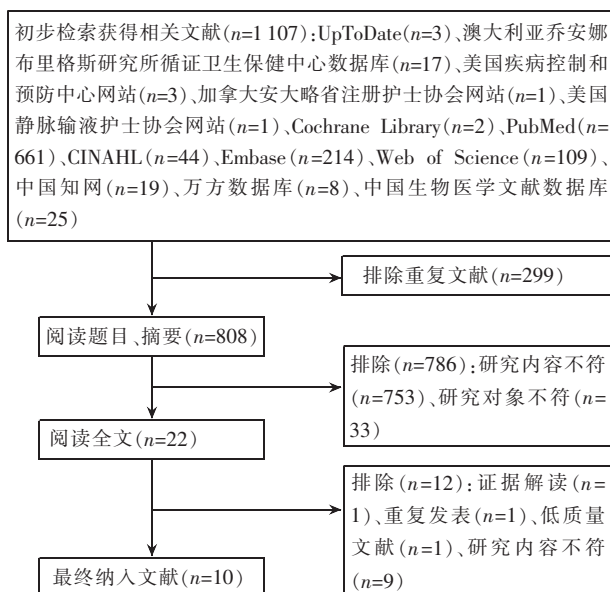 初步检索获得相关文献(n=1 107):UpToDate(n=3)、澳大利亚乔安娜
布里格斯研究所循证卫生保健中心数据库(n=17)、美国疾病控制和
预防中心网站(n=3)、加拿大安大略省注册护士协会网站(n=1)、美国
静脉输液护士协会网站(n=1)、Cochrane Library(n=2)、PubMed(n=
661)、CINAHL(n=44)、Embase(n=214)、Web of Science(n=109)、
中国知网(n=19)、万方数据库(n=8)、中国生物医学文献数据库
(n=25)
排除重复文献(n=299)
阅读题目、摘要(n=808)
排除(n=786):研究内容不符
(n=753)、研究对象不符(n=
33)
阅读全文(n=22)
排除(n=12):证据解读(n=
1)、重复发表(n=1)、低质量
文献(n=1)、研究内容不符
(n=9)
最终纳入文献(n=10)